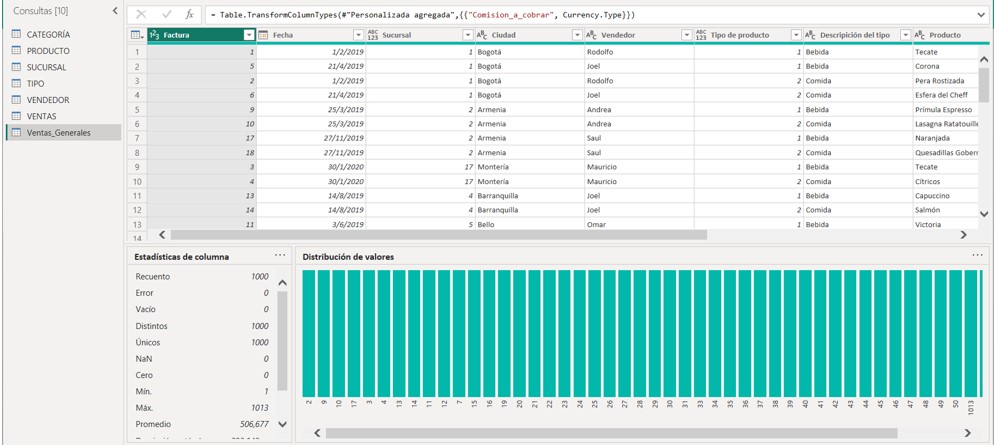 Consultas [10]
= Table.TransformColumnTypes(#"Personalizada agregada",{{"Comision_a_cobrar", Currency.Type}})
CATEGORÍA
PRODUCTO
SUCURSAL
TIPO
VENDEDOR
VENTAS
Ventas_Generales
Factura Fecha Sucursal Ciudad Vendedor Tipo de producto Descripición del tipo Producto
1 1 1/2/2019 1 Bogotá Rodolfo 1 Bebida Tecate
2 5 21/4/2019 1 Bogotá Joel 1 Bebida Corona
3 2 1/2/2019 1 Bogotá Rodolfo 2 Comida Pera Rostizada
4 6 21/4/2019 1 Bogotá Joel 2 Comida Esfera del Cheff
5 9 25/3/2019 2 Armenia Andrea 1 Bebida Prímula Espresso
6 10 25/3/2019 2 Armenia Andrea 2 Comida Lasagna Ratatouille
7 17 27/11/2019 2 Armenia Saul 1 Bebida Naranjada
8 18 27/11/2019 2 Armenia Saul 2 Comida Quesadillas Gobern
9 3 30/1/2020 17 Montería Mauricio 1 Bebida Tecate
10 4 30/1/2020 17 Montería Mauricio 2 Comida Cítricos
11 13 14/8/2019 4 Barranquilla Joel 1 Bebida Capuccino
12 14 14/8/2019 4 Barranquilla Joel 2 Comida Salmón
13 11 3/6/2019 5 Bello Omar 1 Bebida Victoria
14
Estadísticas de columna
Recuento 1000
Error 0
Vacío 0
Distintos 1000
Únicos 1000
NaN 0
Cero 0
Mín. 1
Máx. 1013
Promedio 506,677
Distribución de valores
2 9 10 17 3 4 13 14 11 12 7 15 16 19 20 21 22 23 24 25 26 27 28 29 30 31 33 34 35 36 37 38 39 40 41 42 43 44 45 46 47 48 49 50 1013